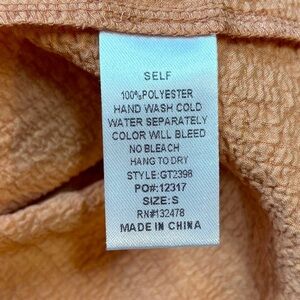 SELF
100%POLYESTER
HAND WASH COLD
WATER SEPARATELY
COLOR WILL BLEED
NO BLEACH
HANG TO DRY
STYLE:GT2398
PO#:12317
SIZE:S
RN#132478
MADE IN CHINA